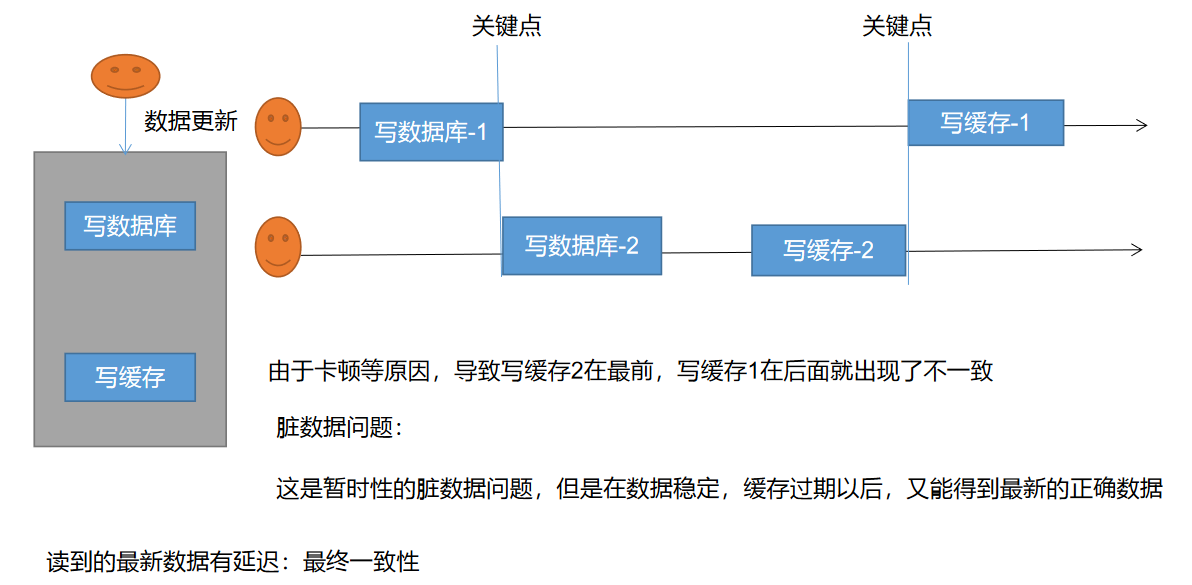 关键点
关键点
数据更新
写数据库-1
写缓存-1
写数据库
写数据库-2
写缓存-2
写缓存
由于卡顿等原因，导致写缓存2在最前，写缓存1在后面就出现了不一致
脏数据问题：
这是暂时性的脏数据问题，但是在数据稳定，缓存过期以后，又能得到最新的正确数据
读到的最新数据有延迟：最终一致性